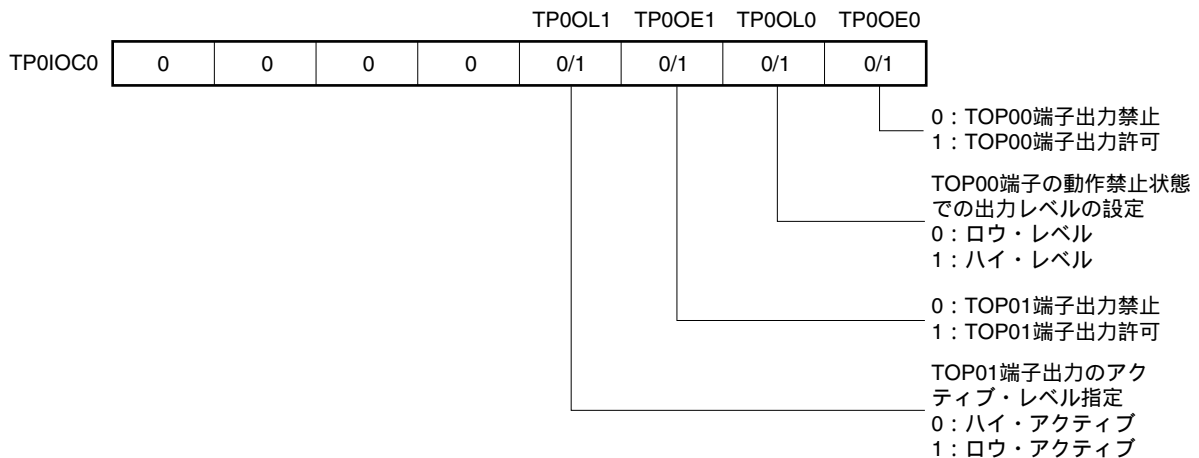 TP0OL1 TP0OE1 TP0OL0 TP0OE0
TP0IOC0 0 0 0 0 0/1 0/1 0/1 0/1
0：TOP00端子出力禁止
1：TOP00端子出力許可
TOP00端子の動作禁止状態
での出力レベルの設定
0：ロウ・レベル
1：ハイ・レベル
0：TOP01端子出力禁止
1：TOP01端子出力許可
TOP01端子出力のアク
ティブ・レベル指定
0：ハイ・アクティブ
1：ロウ・アクティブ